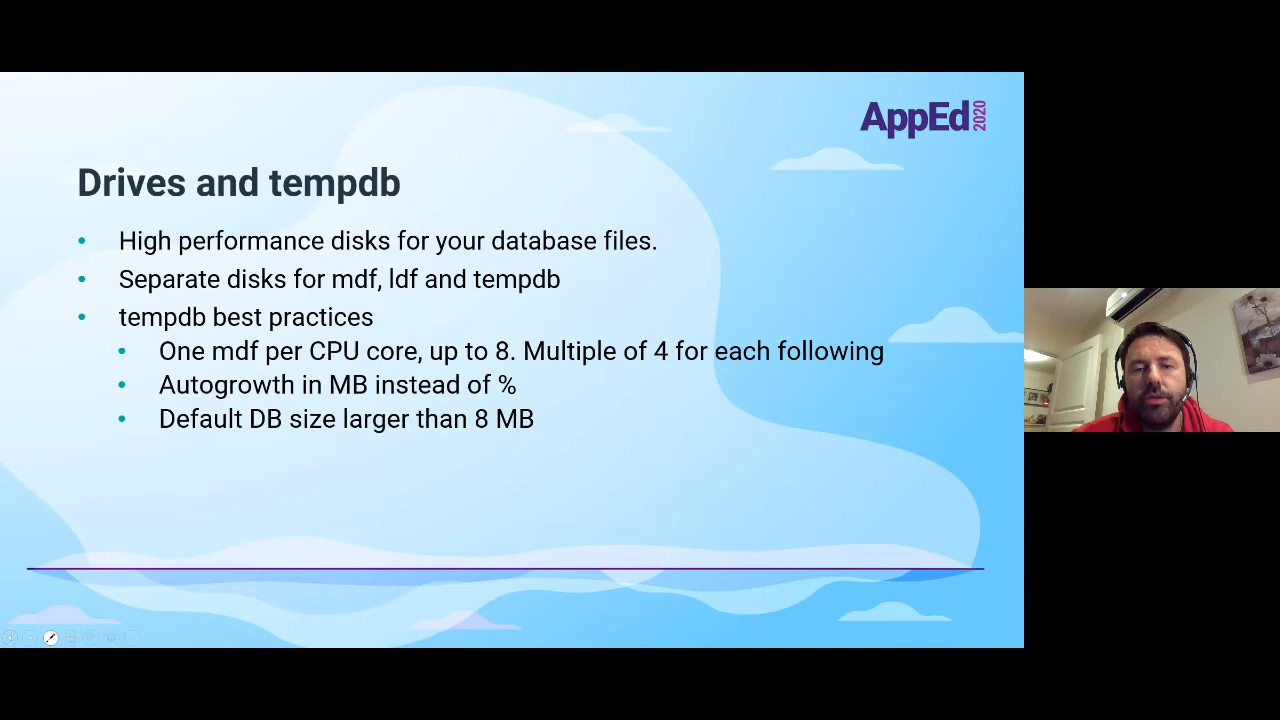 AppEd 2020
Drives and tempdb
• High performance disks for your database files.
• Separate disks for mdf, ldf and tempdb
• tempdb best practices
• One mdf per CPU core, up to 8. Multiple of 4 for each following
• Autogrowth in MB instead of %
• Default DB size larger than 8 MB